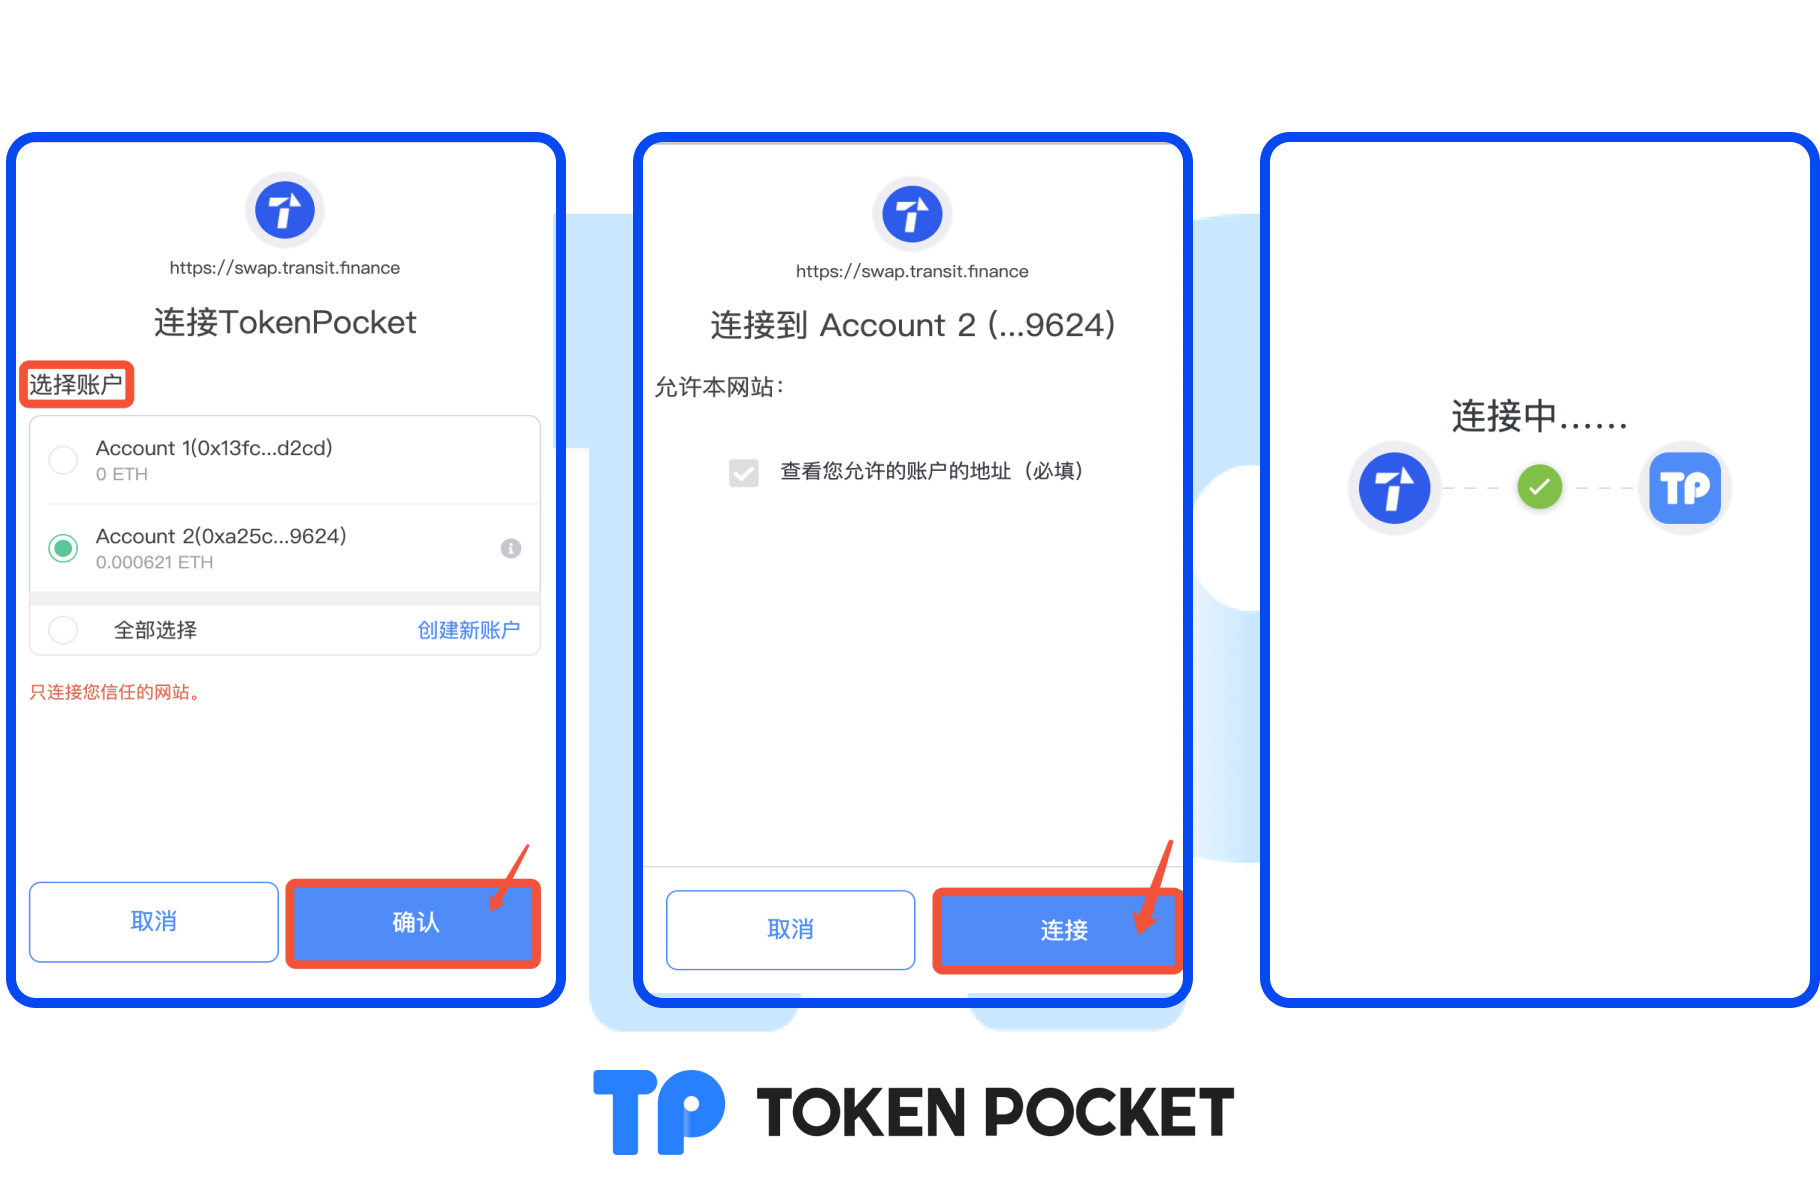 https://swap.transit.finance
连接TokenPocket
选择账户
Account 1(0x13fc...d2cd)
0 ETH
Account 2(0xa25c...9624)
0.000621 ETH
全部选择 创建新账户
只连接您信任的网站。
取消 确认
https://swap.transit.finance
连接到 Account 2 (...9624)
允许本网站：
查看您允许的账户的地址（必填）
取消 连接
连接中......
TP
TP TOKEN POCKET